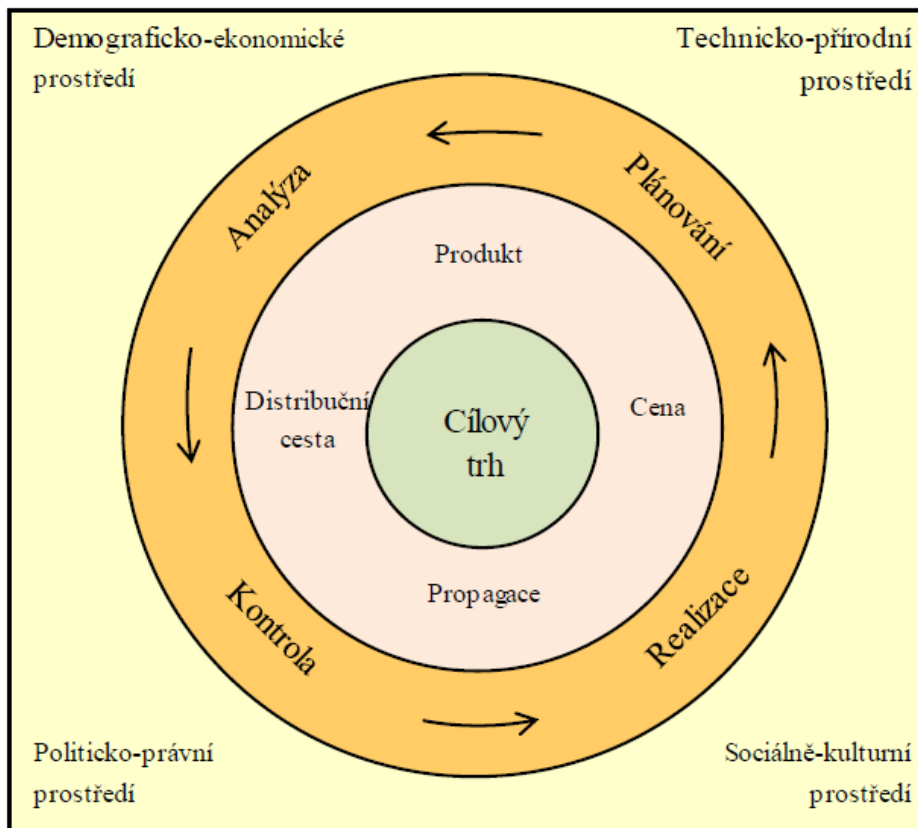 Demograficko-ekonomické
prostředí
Technicko-přírodní
prostředí
Analýza
Plánování
Produkt
Distribuční
cesta
Cílový
trh
Cena
Propagace
Kontrola
Realizace
Politicko-právní
prostředí
Sociálně-kulturní
prostředí